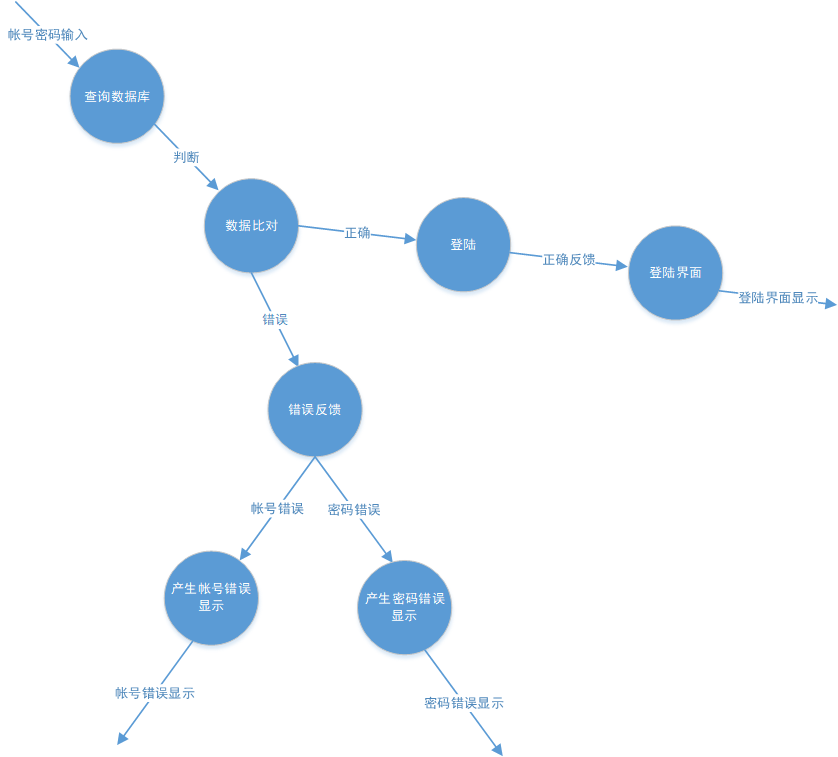 帐号密码输入
查询数据库
判断
数据比对
正确
登陆
正确反馈
登陆界面
登陆界面显示
错误
错误反馈
帐号错误
密码错误
产生帐号错误
显示
产生密码错误
显示
帐号错误显示
密码错误显示